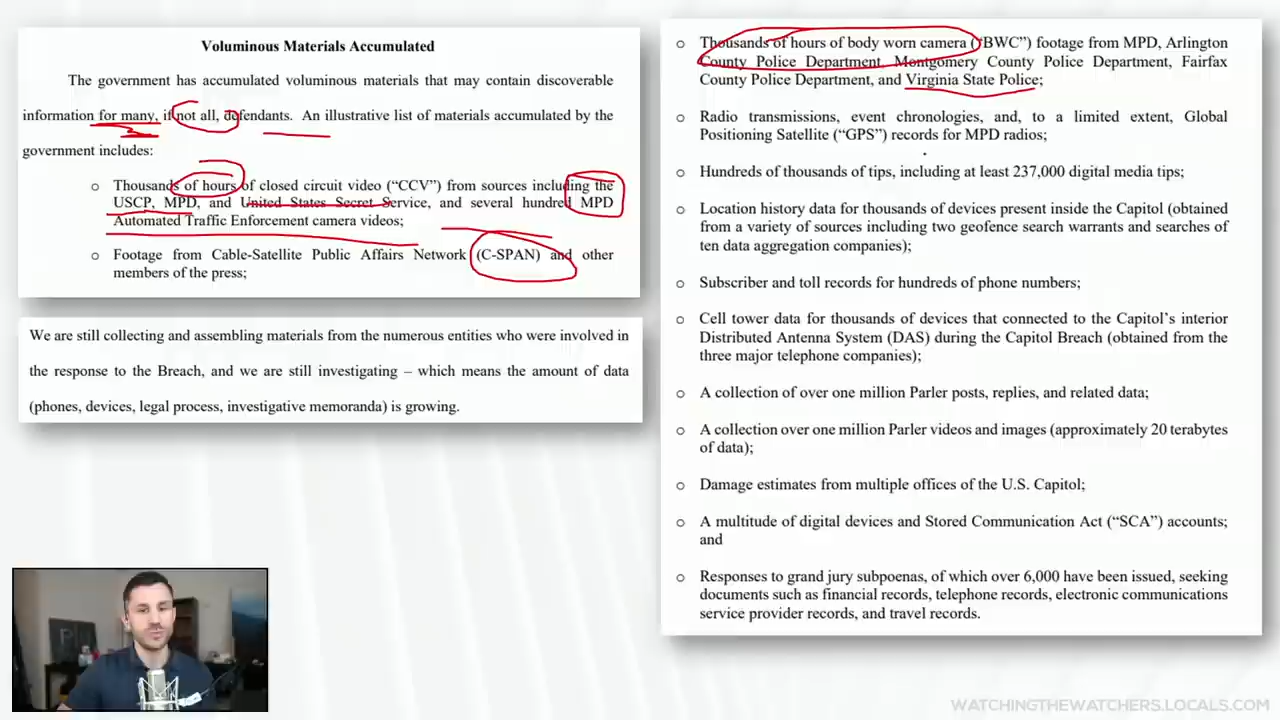 Voluminous Materials Accumulated
The government has accumulated voluminous materials that may contain discoverable
information for many, if not all, defendants. An illustrative list of materials accumulated by the
government includes:
o Thousands of hours of closed circuit video (“CCV”) from sources including the
USCP, MPD, and United States Secret Service, and several hundred MPD
Automated Traffic Enforcement camera videos;
o Footage from Cable-Satellite Public Affairs Network (C-SPAN) and other
members of the press;
We are still collecting and assembling materials from the numerous entities who were involved in
the response to the Breach, and we are still investigating – which means the amount of data
(phones, devices, legal process, investigative memoranda) is growing.
o Thousands of hours of body worn camera (“BWC”) footage from MPD, Arlington
County Police Department, Montgomery County Police Department, Fairfax
County Police Department, and Virginia State Police;
o Radio transmissions, event chronologies, and, to a limited extent, Global
Positioning Satellite (“GPS”) records for MPD radios;
o Hundreds of thousands of tips, including at least 237,000 digital media tips;
o Location history data for thousands of devices present inside the Capitol (obtained
from a variety of sources including two geofence search warrants and searches of
ten data aggregation companies);
o Subscriber and toll records for hundreds of phone numbers;
o Cell tower data for thousands of devices that connected to the Capitol’s interior
Distributed Antenna System (DAS) during the Capitol Breach (obtained from the
three major telephone companies);
o A collection of over one million Parler posts, replies, and related data;
o A collection over one million Parler videos and images (approximately 20 terabytes
of data);
o Damage estimates from multiple offices of the U.S. Capitol;
o A multitude of digital devices and Stored Communication Act (“SCA”) accounts;
and
o Responses to grand jury subpoenas, of which over 6,000 have been issued, seeking
documents such as financial records, telephone records, electronic communications
service provider records, and travel records.
WATCHINGTHEWATCHERS.LOCALS.COM